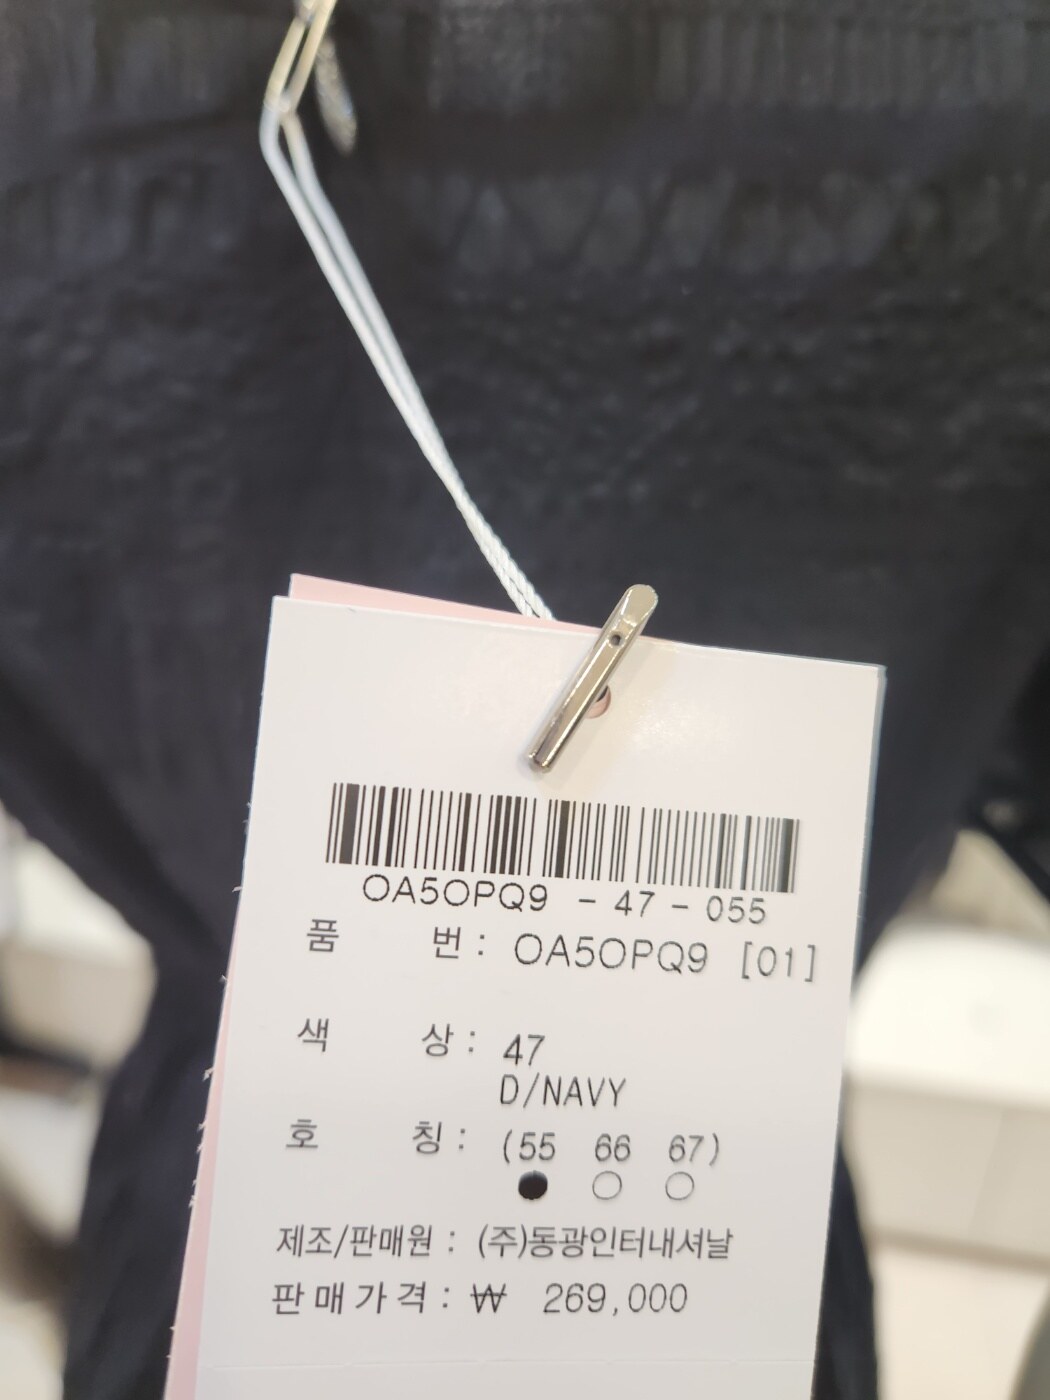 OA5OPQ9 - 47 - 055
품 번 : OA5OPQ9 [01]
색 상 : 47
D/NAVY
호 칭 : (55 66 67)
제조/판매원 : (주)동광인터내셔날
판매가격 : ₩ 269,000